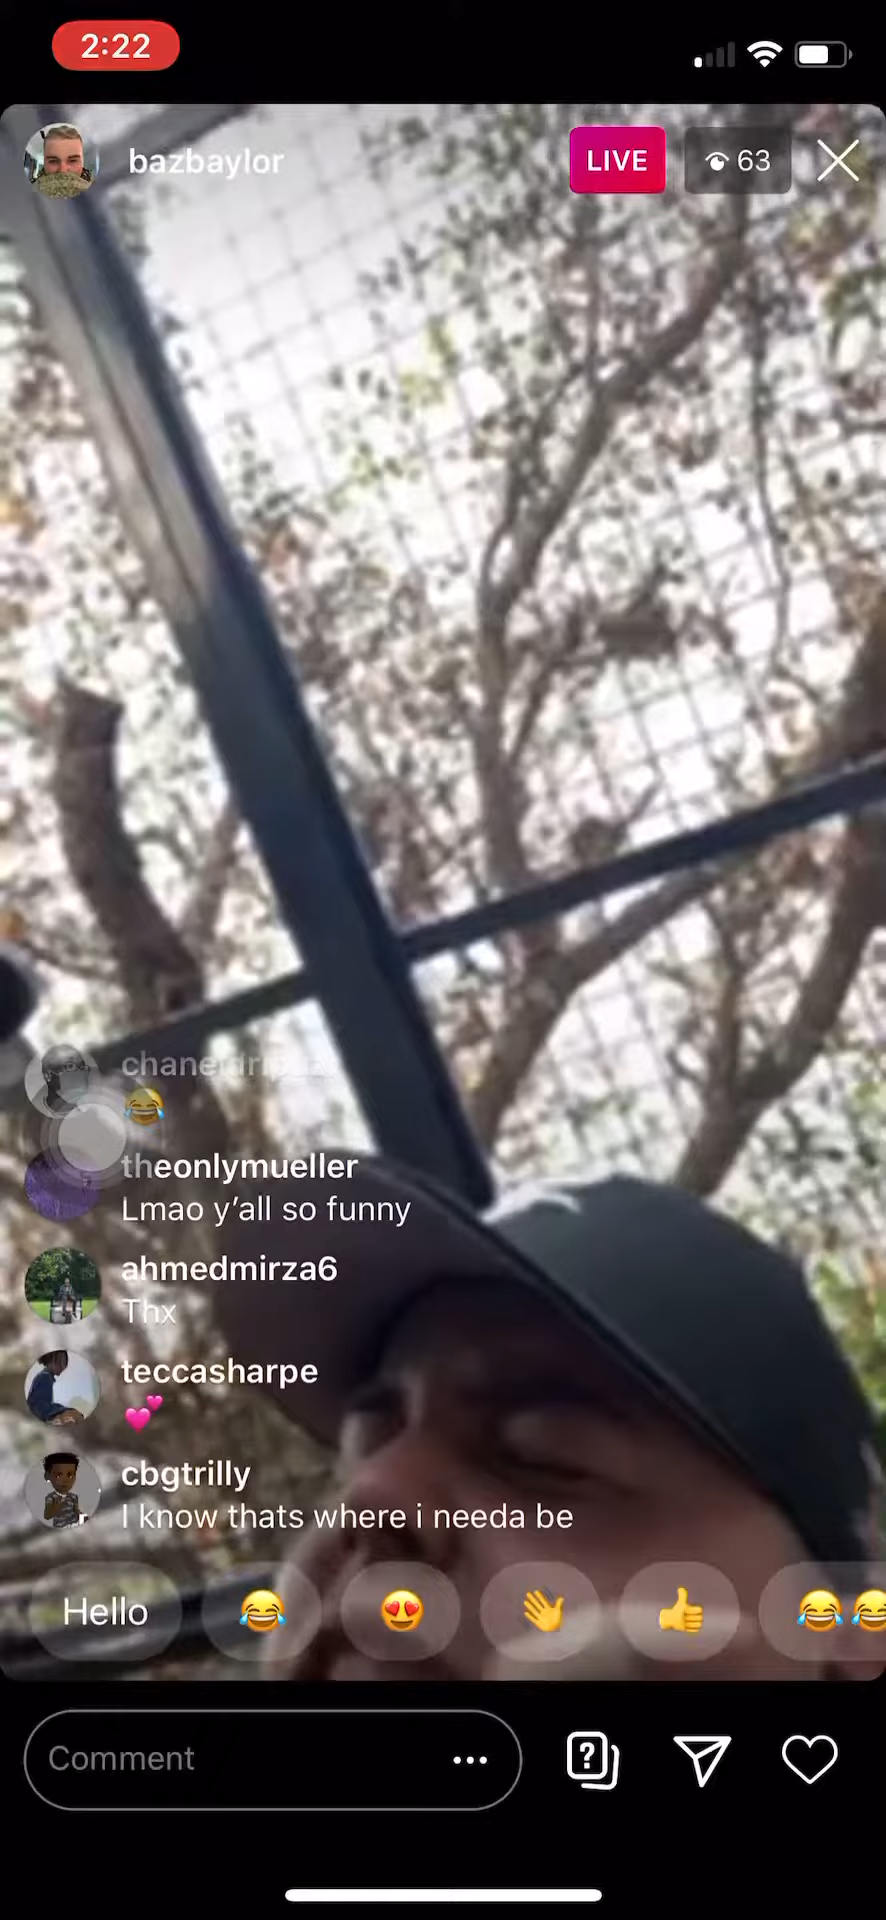 2:22
bazbaylor
LIVE
63
😂
theonlymueller
Lmao y’all so funny
ahmedmirza6
Thx
teccasharpe
💕
cbgtrilly
I know thats where i needa be
Hello 😂 😍 👋 👍 😂😂
Comment